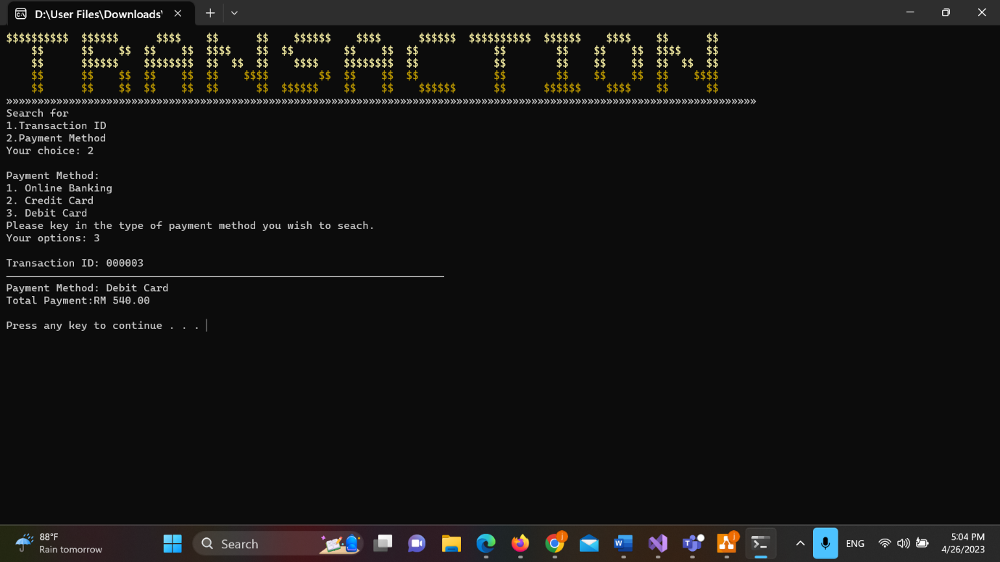 D:\User Files\Downloads'
TRANSACTION
»»»»»»»»»»»»»»»»»»»»»»»»»»»»»»»»»»»»»»»»»»»»»»»»»»»»»»»»»»»»»»»»»»»»»»»»»»»»»»»»»»»»»»»»»»»»»»»»»»»»»»»»»»»»»»»»»»»»»»»»
Search for
1.Transaction ID
2.Payment Method
Your choice: 2
Payment Method:
1. Online Banking
2. Credit Card
3. Debit Card
Please key in the type of payment method you wish to seach.
Your options: 3
Transaction ID: 000003
Payment Method: Debit Card
Total Payment:RM 540.00
Press any key to continue . . .
88°F
Rain tomorrow
Search
ENG
5:04 PM
4/26/2023